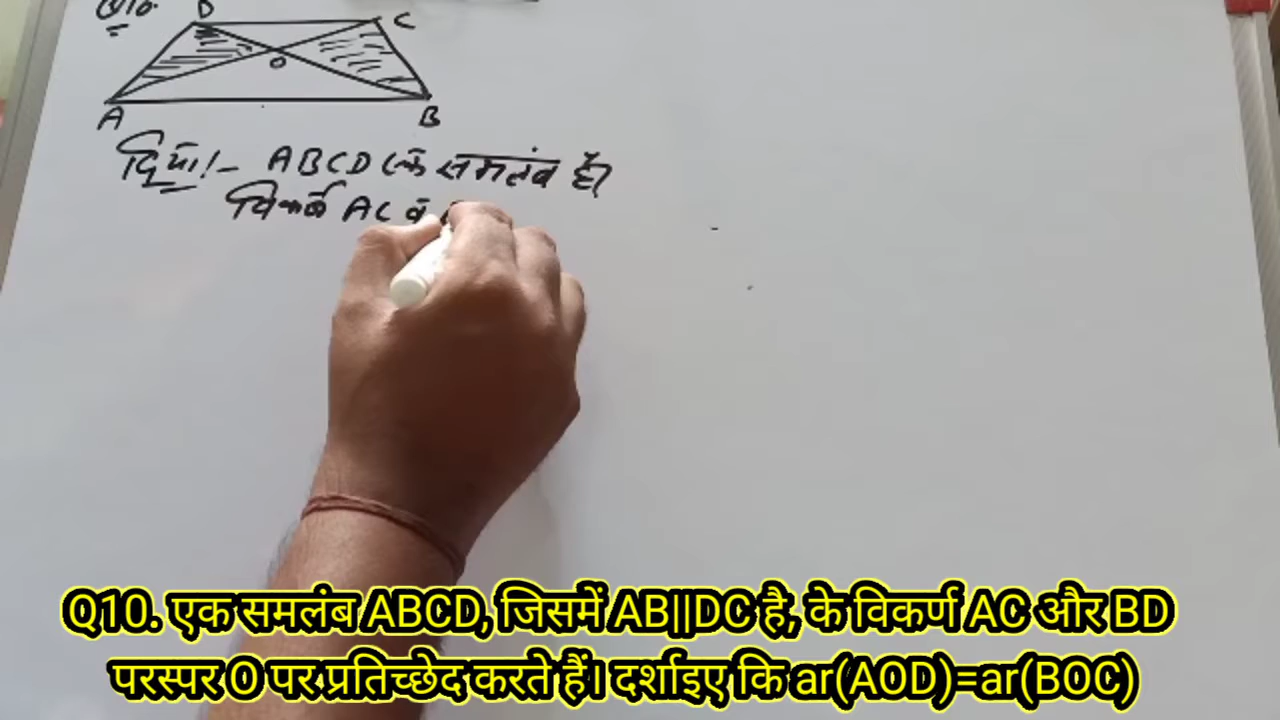 Q10.
D
C
O
A
B
दिया:- ABCD एक समलंब है।
विकर्ण AC व
Q10. एक समलंब ABCD, जिसमें AB||DC है, के विकर्ण AC और BD
परस्पर O पर प्रतिच्छेद करते हैं। दर्शाइए कि ar(AOD)=ar(BOC)